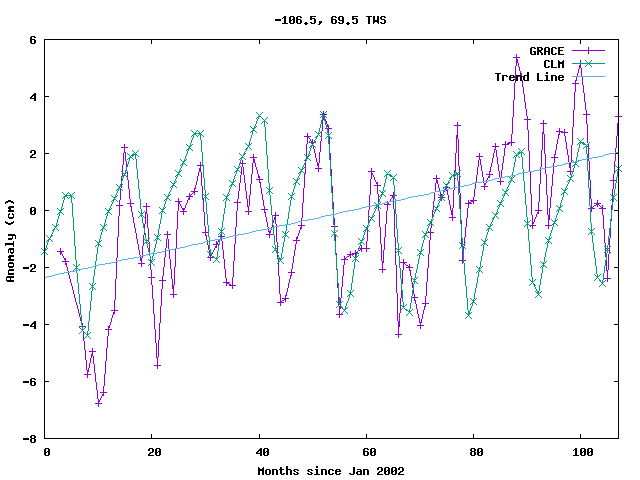 -106.5, 69.5 TWS
GRACE
CLM
Trend Line
6
4
2
0
-2
-4
-6
-8
Anomaly (cm)
0 20 40 60 80 100
Months since Jan 2002